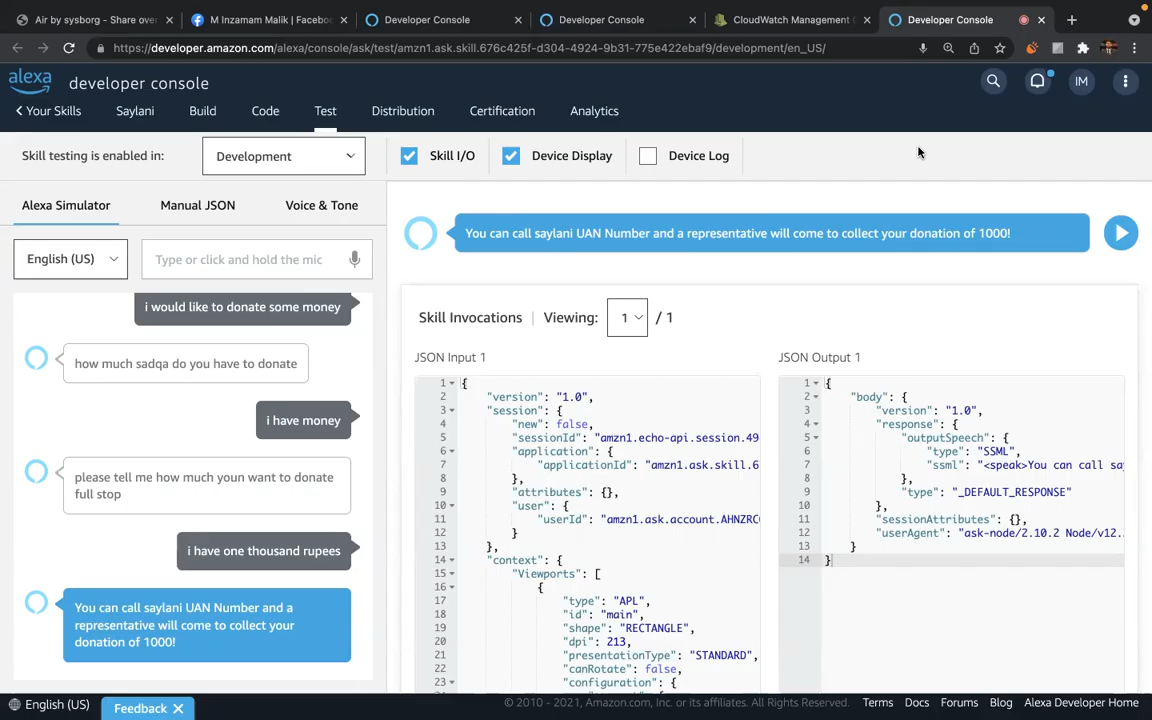 Air by sysborg - Share over
M Inzamam Malik | Facebo
Developer Console
Developer Console
CloudWatch Management C
Developer Console
https://developer.amazon.com/alexa/console/ask/test/amzn1.ask.skill.676c425f-d304-4924-9b31-775e422ebaf9/development/en_US/
alexa
developer console
IM
Your Skills
Saylani
Build
Code
Test
Distribution
Certification
Analytics
Skill testing is enabled in:
Development
Skill I/O
Device Display
Device Log
Alexa Simulator
Manual JSON
Voice & Tone
English (US)
Type or click and hold the mic
i would like to donate some money
how much sadqa do you have to donate
i have money
please tell me how much youn want to donate
full stop
i have one thousand rupees
You can call saylani UAN Number and a
representative will come to collect your
donation of 1000!
You can call saylani UAN Number and a representative will come to collect your donation of 1000!
Skill Invocations
Viewing:
1
/ 1
JSON Input 1
1 {
2 "version": "1.0",
3 "session": {
4 "new": false,
5 "sessionId": "amzn1.echo-api.session.49
6 "application": {
7 "applicationId": "amzn1.ask.skill.6
8 },
9 "attributes": {},
10 "user": {
11 "userId": "amzn1.ask.account.AHNZRC
12 }
13 },
14 "context": {
15 "Viewports": [
16 {
17 "type": "APL",
18 "id": "main",
19 "shape": "RECTANGLE",
20 "dpi": 213,
21 "presentationType": "STANDARD",
22 "canRotate": false,
23 "configuration": {
JSON Output 1
1 {
2 "body": {
3 "version": "1.0",
4 "response": {
5 "outputSpeech": {
6 "type": "SSML",
7 "ssml": "<speak>You can call say
8 },
9 "type": "_DEFAULT_RESPONSE"
10 },
11 "sessionAttributes": {},
12 "userAgent": "ask-node/2.10.2 Node/v12.
13 }
14 }
English (US)
Feedback
© 2010 - 2021, Amazon.com, Inc. or its affiliates. All Rights Reserved.
Terms
Docs
Forums
Blog
Alexa Developer Home